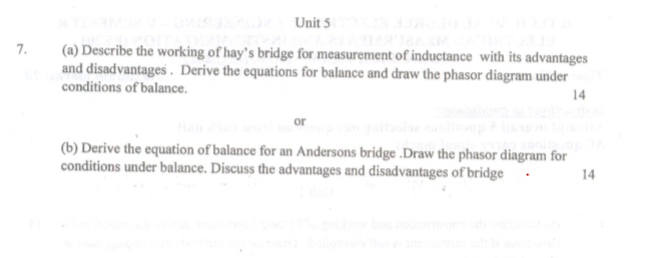 Unit 5
7. (a) Describe the working of hay's bridge for measurement of inductance with its advantages
and disadvantages . Derive the equations for balance and draw the phasor diagram under
conditions of balance.
14
or
(b) Derive the equation of balance for an Andersons bridge .Draw the phasor diagram for
conditions under balance. Discuss the advantages and disadvantages of bridge . 14